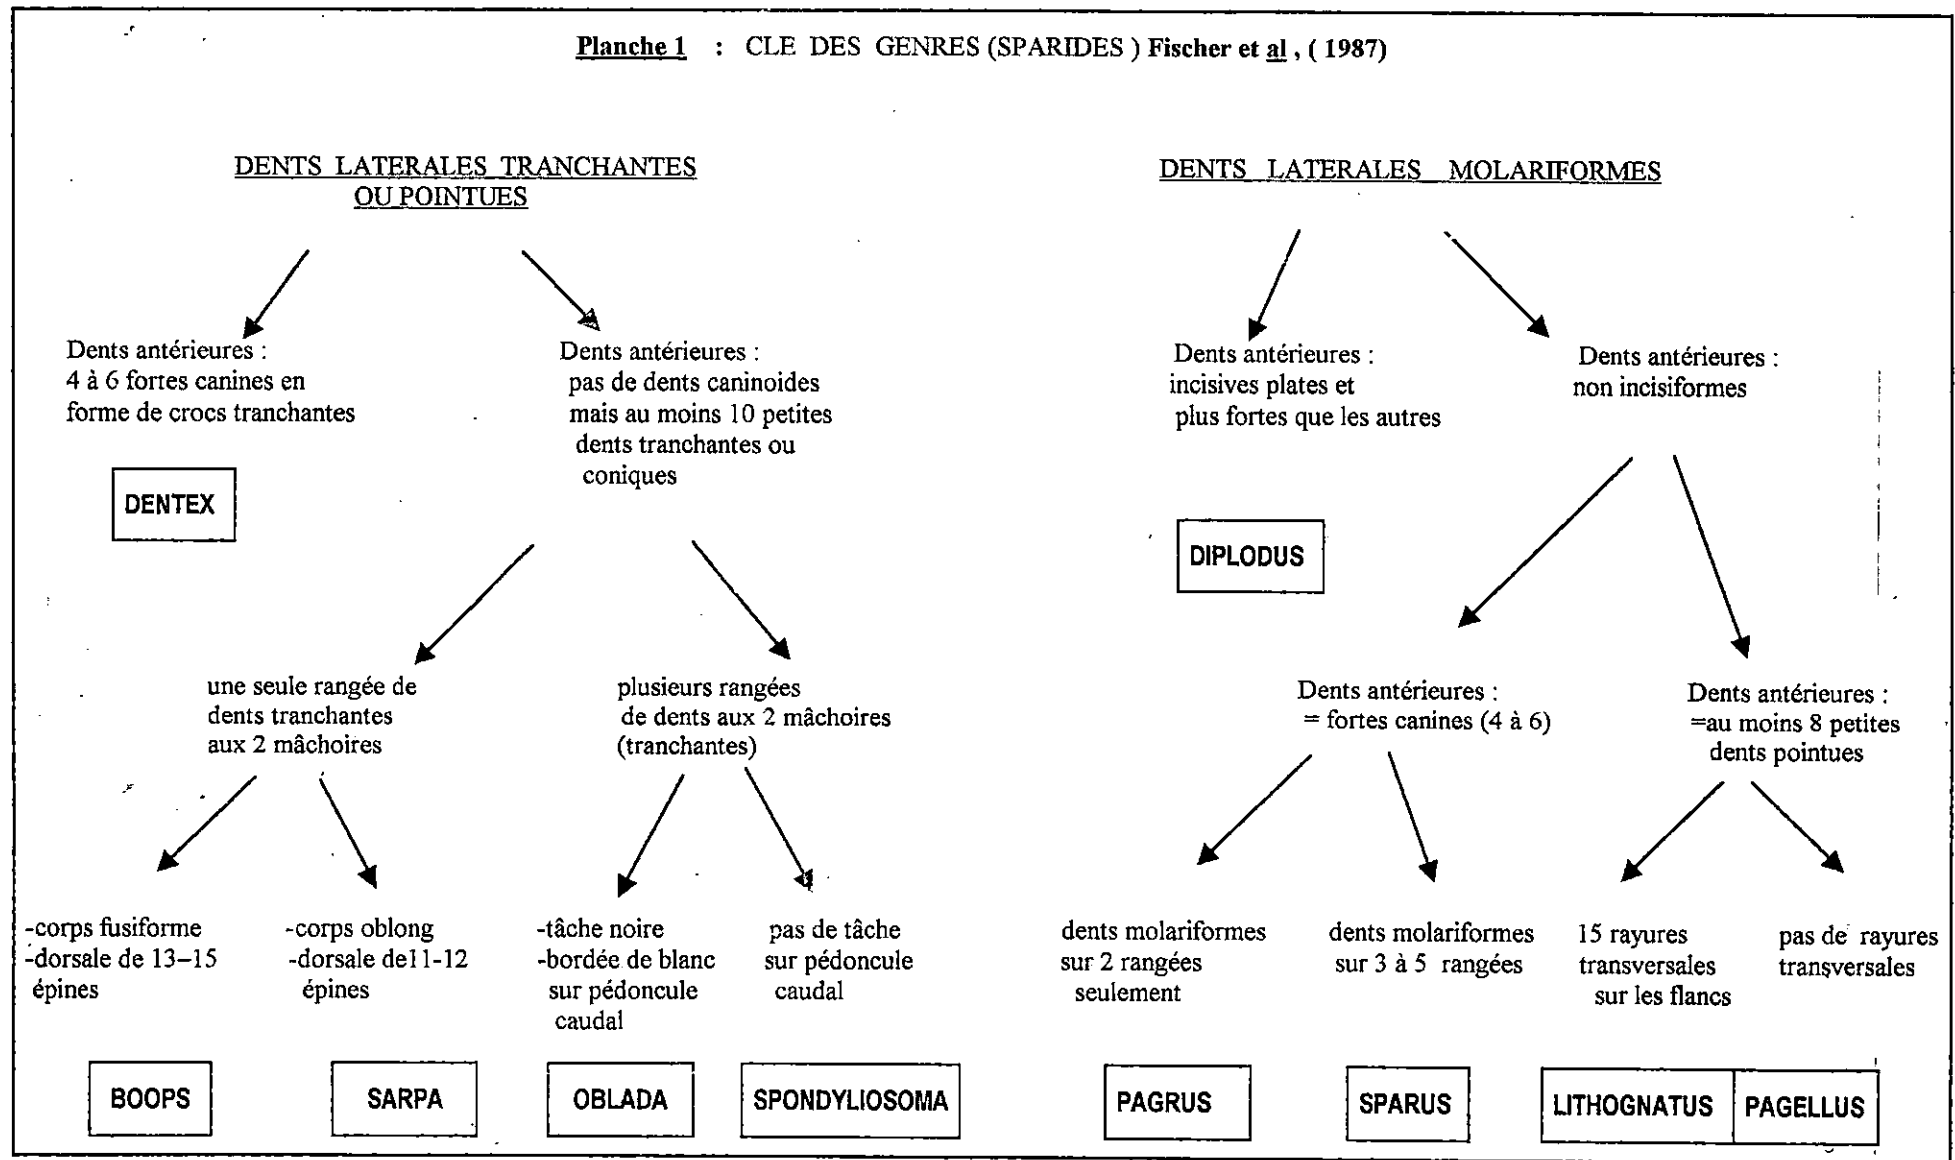 Planche 1 : CLE DES GENRES (SPARIDES ) Fischer et al , ( 1987)
DENTS LATERALES TRANCHANTES
OU POINTUES
Dents antérieures :
4 à 6 fortes canines en
forme de crocs tranchantes
DENTEX
Dents antérieures :
pas de dents caninoides
mais au moins 10 petites
dents tranchantes ou
coniques
une seule rangée de
dents tranchantes
aux 2 mâchoires
plusieurs rangées
de dents aux 2 mâchoires
(tranchantes)
-corps fusiforme
-dorsale de 13–15
épines
BOOPS
-corps oblong
-dorsale de11-12
épines
SARPA
-tâche noire
-bordée de blanc
sur pédoncule
caudal
OBLADA
pas de tâche
sur pédoncule
caudal
SPONDYLIOSOMA
DENTS LATERALES MOLARIFORMES
Dents antérieures :
incisives plates et
plus fortes que les autres
DIPLODUS
Dents antérieures :
non incisiformes
Dents antérieures :
= fortes canines (4 à 6)
Dents antérieures :
=au moins 8 petites
dents pointues
dents molariformes
sur 2 rangées
seulement
PAGRUS
dents molariformes
sur 3 à 5 rangées
SPARUS
15 rayures
transversales
sur les flancs
LITHOGNATUS
pas de rayures
transversales
PAGELLUS